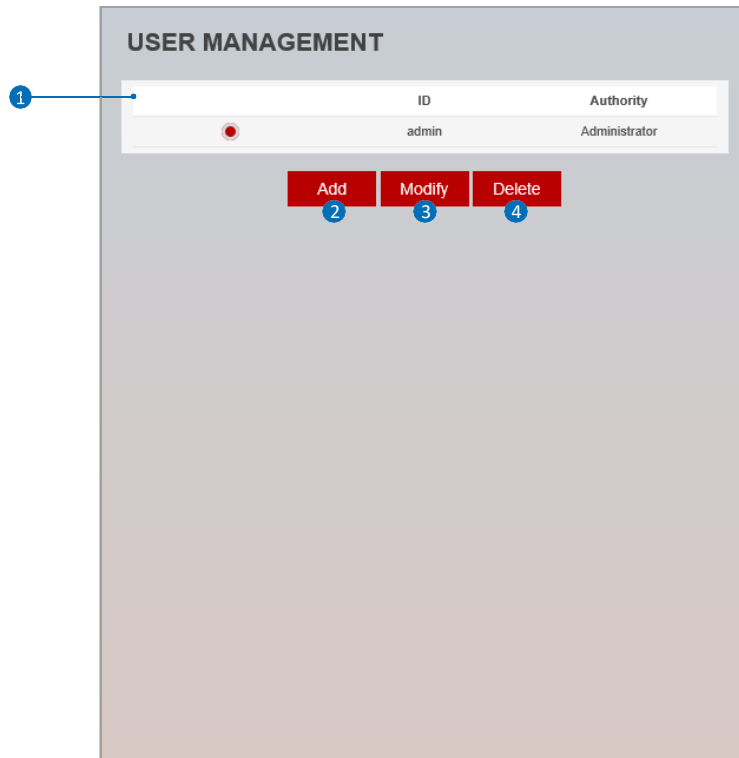 USER MANAGEMENT
1
ID Authority
admin Administrator
Add Modify Delete
2 3 4